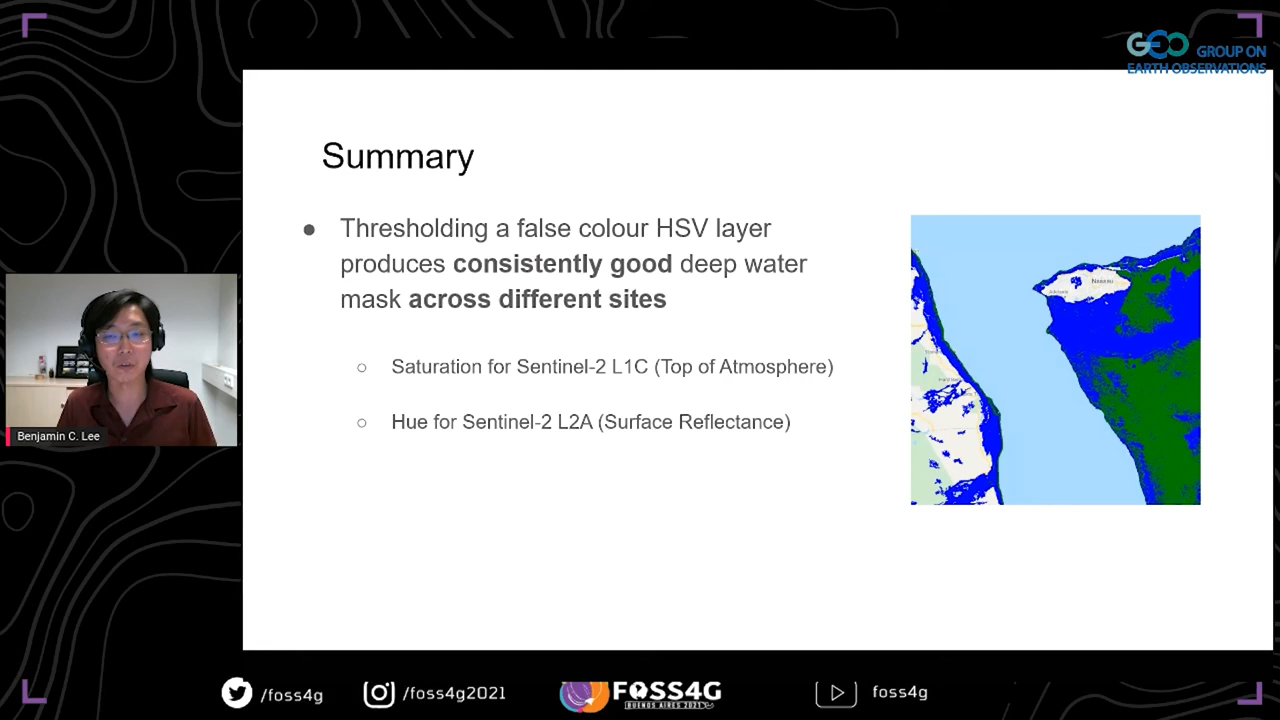 GEO GROUP ON
EARTH OBSERVATIONS
Summary
● Thresholding a false colour HSV layer
produces consistently good deep water
mask across different sites
○ Saturation for Sentinel-2 L1C (Top of Atmosphere)
○ Hue for Sentinel-2 L2A (Surface Reflectance)
Nassau
Benjamin C. Lee
/foss4g
/foss4g2021
FOSS4G
BUENOS AIRES 2021
foss4g